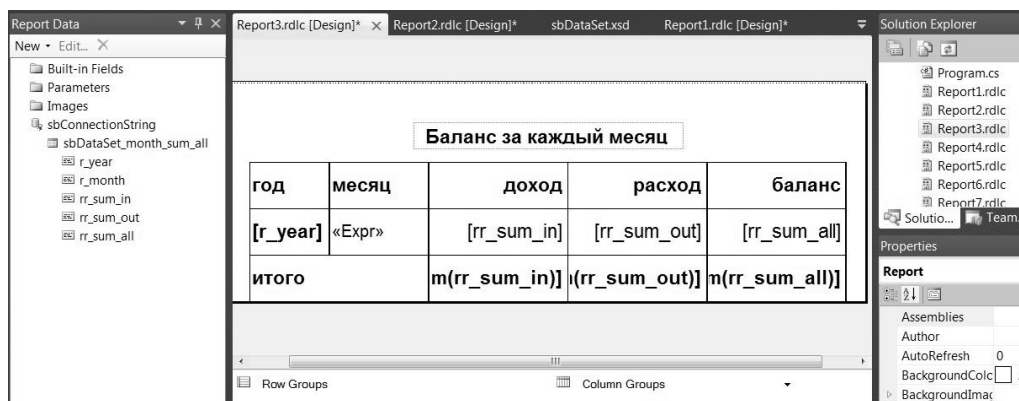 Report Data
New Edit...
Built-in Fields
Parameters
Images
sbConnectionString
sbDataSet_month_sum_all
r_year
r_month
rr_sum_in
rr_sum_out
rr_sum_all
Report3.rdlc [Design]* Report2.rdlc [Design]* sbDataSet.xsd Report1.rdlc [Design]*
Баланс за каждый месяц
год месяц доход расход баланс
[r_year] «Expr» [rr_sum_in] [rr_sum_out] [rr_sum_all]
итого m(rr_sum_in)] (rr_sum_out)] m(rr_sum_all)]
Row Groups Column Groups
Solution Explorer
Program.cs
Report1.rdlc
Report2.rdlc
Report3.rdlc
Report4.rdlc
Report5.rdlc
Report6.rdlc
Report7.rdlc
Solutio... Team
Properties
Report
Assemblies
Author
AutoRefresh 0
BackgroundColc
BackgroundImag